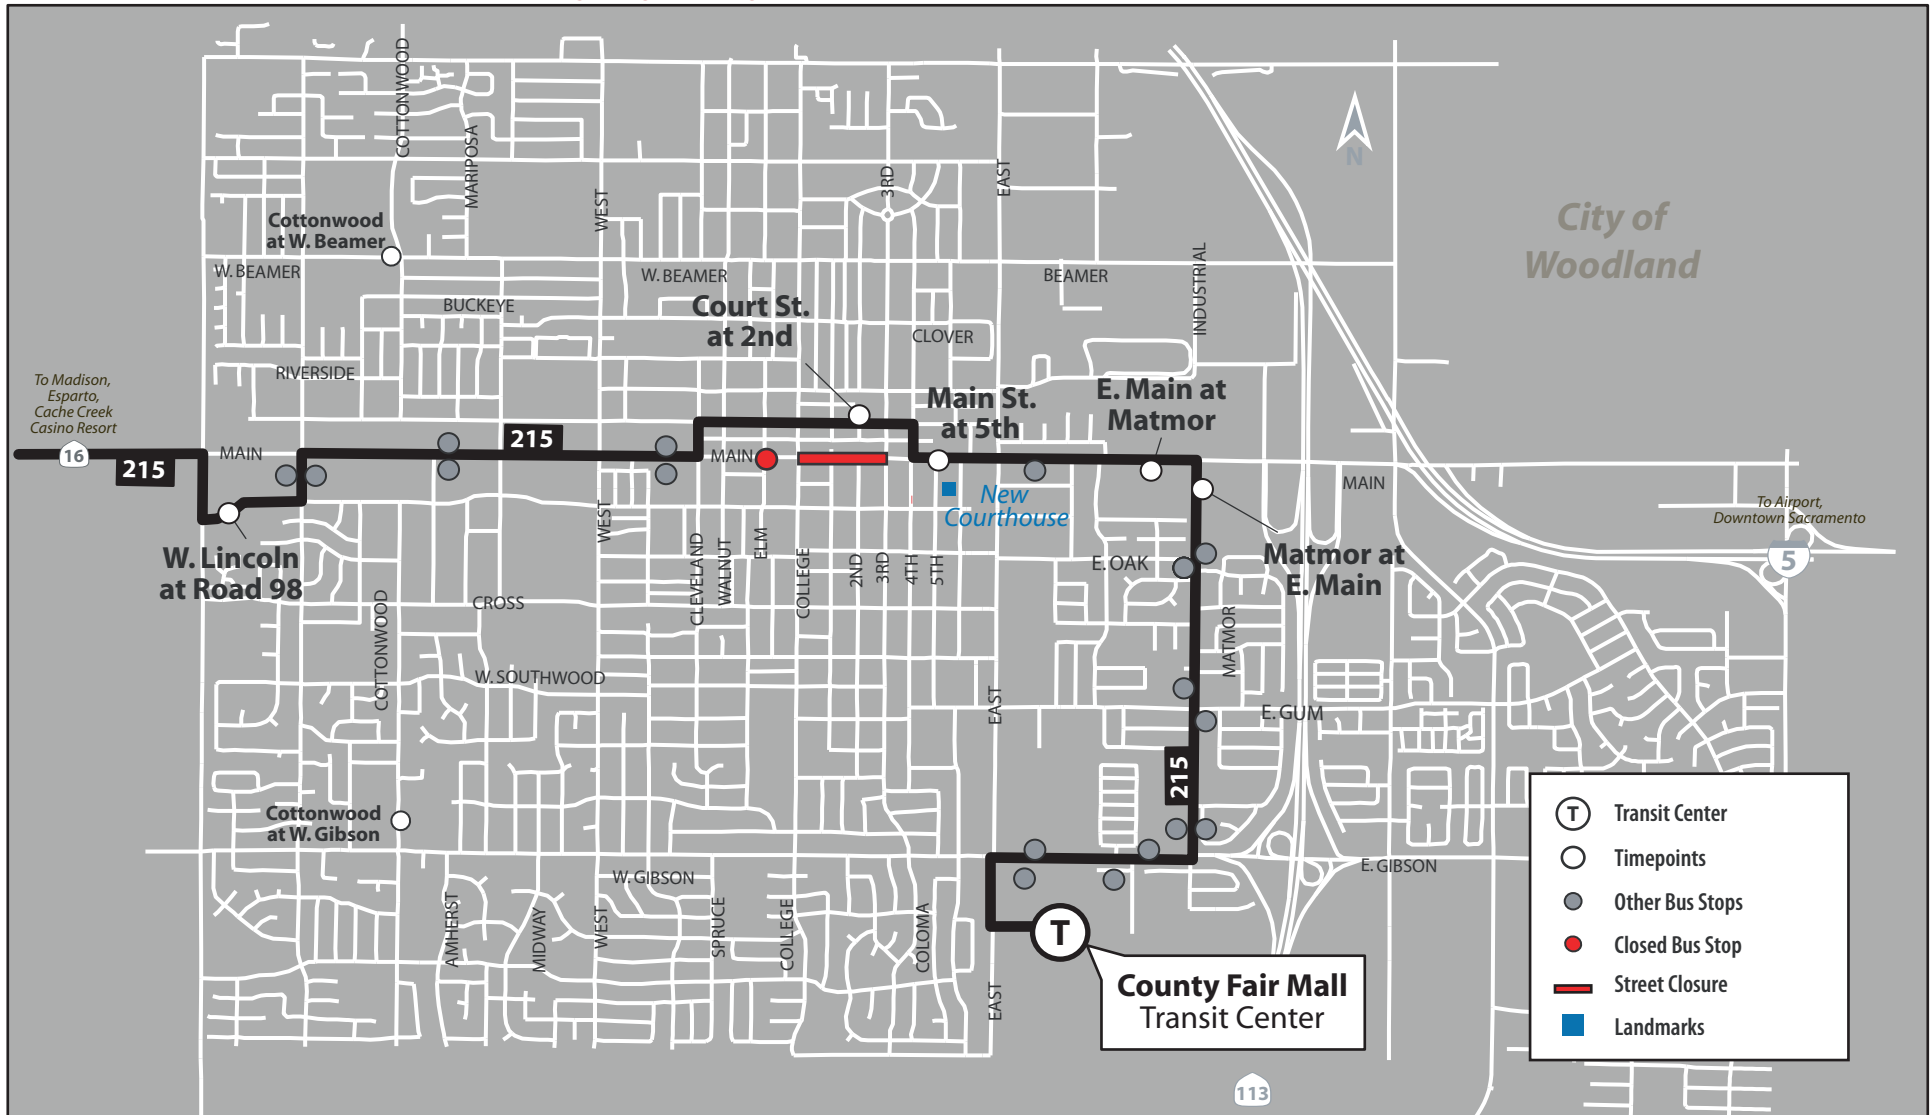 COTTONWOOD
MARIPOSA
WEST
3RD
EAST
INDUSTRIAL
N
City of
Woodland
Cottonwood
at W. Beamer
W. BEAMER
W. BEAMER
BEAMER
BUCKEYE
Court St.
at 2nd
CLOVER
RIVERSIDE
To Madison,
Esparto,
Cache Creek
Casino Resort
16
215
MAIN
215
MAIN
Main St.
at 5th
E. Main at
Matmor
MAIN
New
Courthouse
To Airport,
Downtown Sacramento
5
W. Lincoln
at Road 98
WEST
CLEVELAND
WALNUT
ELM
COLLEGE
2ND
3RD
4TH
5TH
E. OAK
Matmor at
E. Main
CROSS
COTTONWOOD
W. SOUTHWOOD
EAST
MATMOR
E. GUM
215
Cottonwood
at W. Gibson
W. GIBSON
E. GIBSON
AMHERST
MIDWAY
WEST
SPRUCE
COLLEGE
COLOMA
EAST
T
County Fair Mall
Transit Center
113
T
Transit Center
Timepoints
Other Bus Stops
Closed Bus Stop
Street Closure
Landmarks